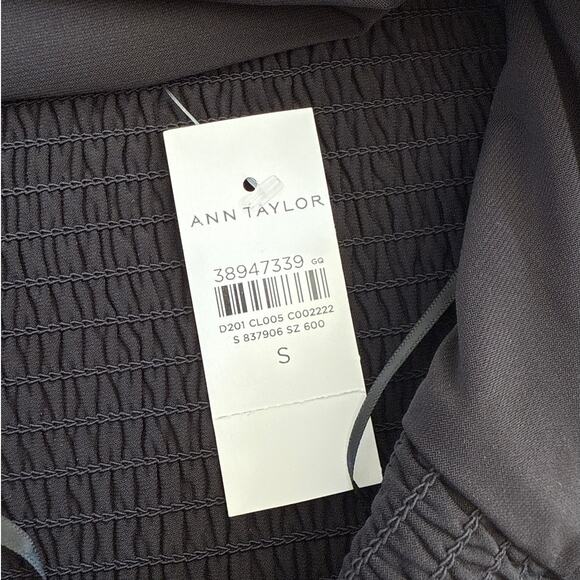 ANN TAYLOR
38947339 GQ
D201 CL005 C002222
S 837906 SZ 600
S